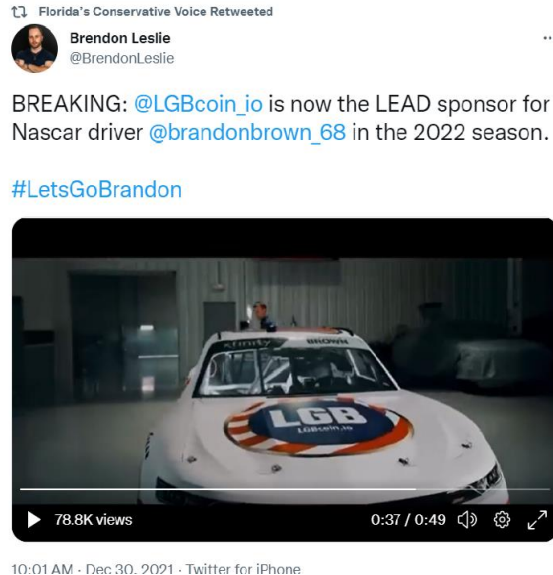 Florida's Conservative Voice Retweeted
Brendon Leslie
@BrendonLeslie
BREAKING: @LGBcoin_io is now the LEAD sponsor for
Nascar driver @brandonbrown_68 in the 2022 season.
#LetsGoBrandon
xfinity
BROWN
LGB
LGBcoin.io
78.8K views
0:37 / 0:49
10:01 AM · Dec 30, 2021 · Twitter for iPhone